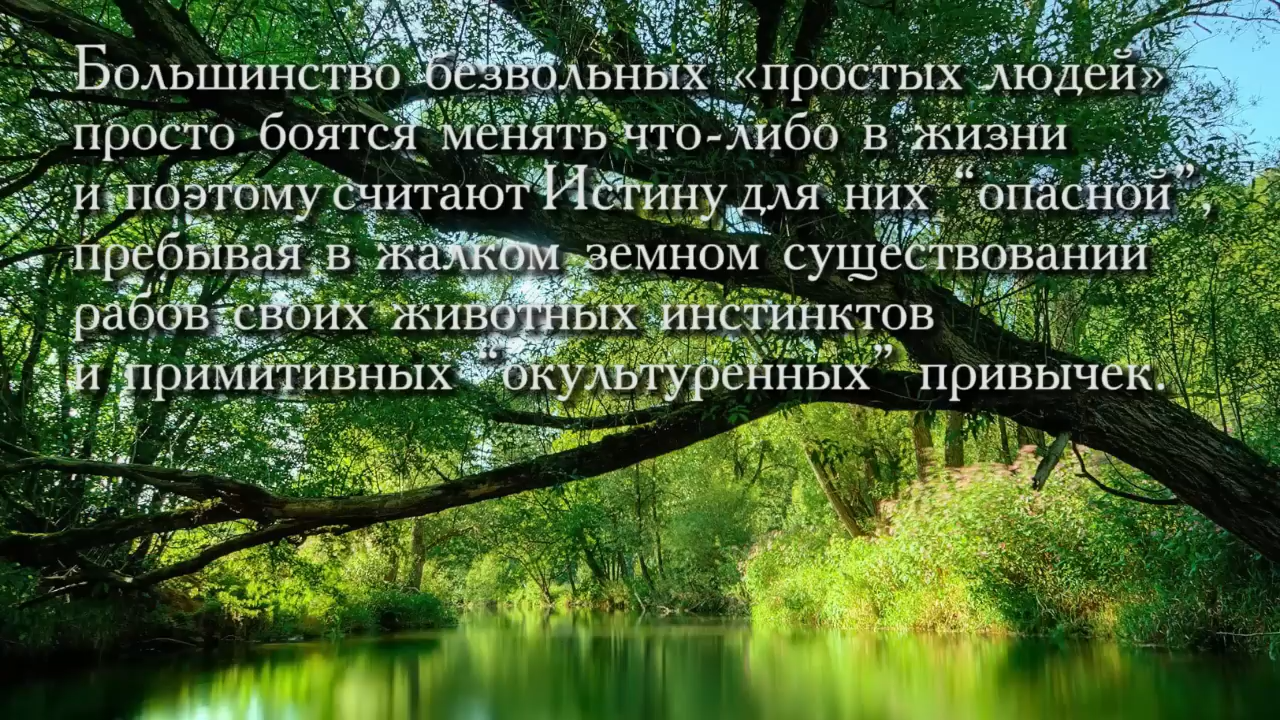 Большинство безвольных «простых людей»
просто боятся менять что-либо в жизни
и поэтому считают Истину для них “опасной”,
пребывая в жалком земном существовании
рабов своих животных инстинктов
и примитивных “окультуренных” привычек.